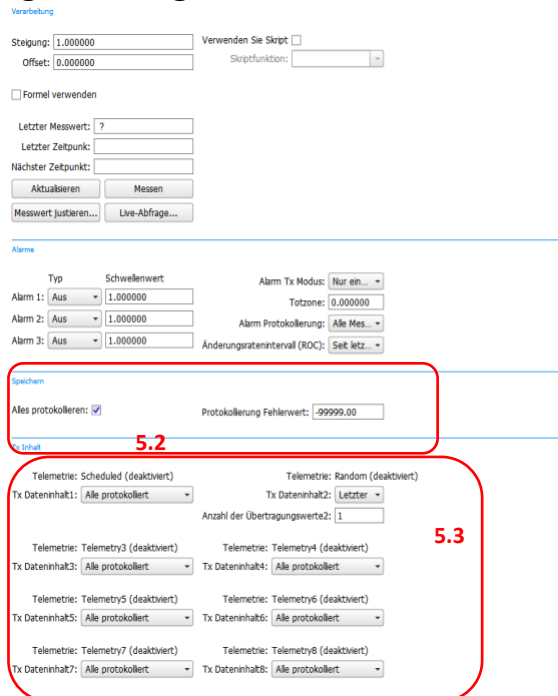 Verarbeitung
Steigung: 1.000000 Verwenden Sie Skript
Offset: 0.000000 Skriptfunktion:
Formel verwenden
Letzter Messwert: ?
Letzter Zeitpunk:
Nächster Zeitpunkt:
Aktualisieren Messen
Messwert justieren... Live-Abfrage...
Alarme
Typ Schwellenwert Alarm Tx Modus: Nur ein...
Alarm 1: Aus 1.000000 Totzone: 0.000000
Alarm 2: Aus 1.000000 Alarm Protokollierung: Alle Mes...
Alarm 3: Aus 1.000000 Änderungsratenintervall (ROC): Seit letz...
Speichern
Alles protokollieren: Protokollierung Fehlerwert: -99999.00
5.2
Tx Inhalt
Telemetrie: Scheduled (deaktiviert) Telemetrie: Random (deaktiviert)
Tx Dateninhalt1: Alle protokolliert Tx Dateninhalt2: Letzter
Anzahl der Übertragungswerte2: 1
5.3
Telemetrie: Telemetry3 (deaktiviert) Telemetrie: Telemetry4 (deaktiviert)
Tx Dateninhalt3: Alle protokolliert Tx Dateninhalt4: Alle protokolliert
Telemetrie: Telemetry5 (deaktiviert) Telemetrie: Telemetry6 (deaktiviert)
Tx Dateninhalt5: Alle protokolliert Tx Dateninhalt6: Alle protokolliert
Telemetrie: Telemetry7 (deaktiviert) Telemetrie: Telemetry8 (deaktiviert)
Tx Dateninhalt7: Alle protokolliert Tx Dateninhalt8: Alle protokolliert